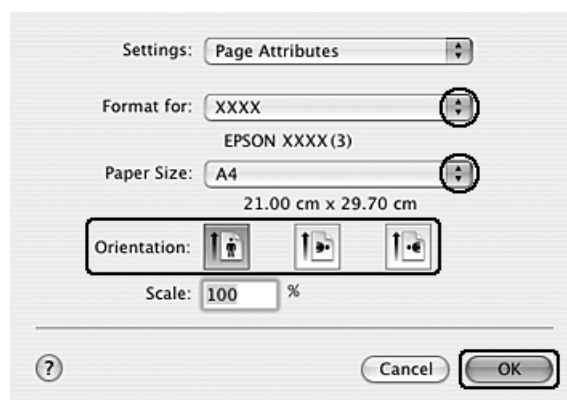 Settings: Page Attributes
Format for: XXXX
EPSON XXXX(3)
Paper Size: A4
21.00 cm x 29.70 cm
Orientation:
Scale: 100 %
? Cancel OK